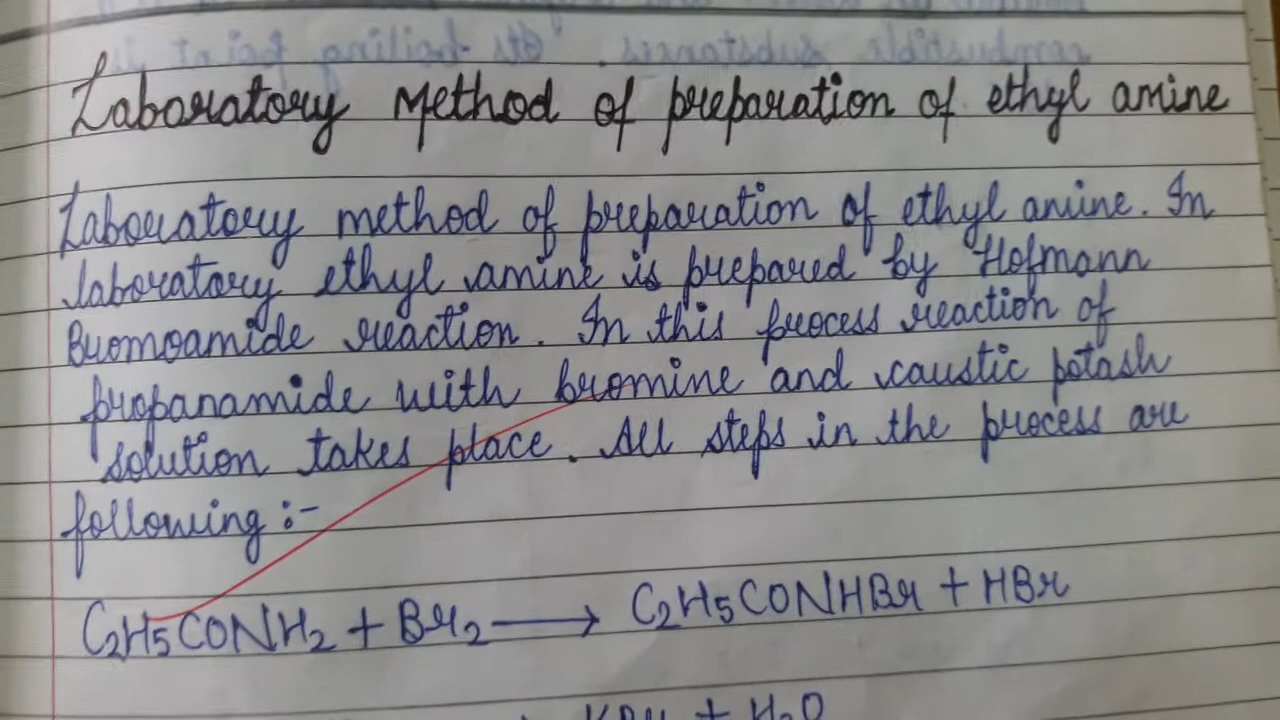 Laboratory Method of preparation of ethyl amine
Laboratory method of preparation of ethyl amine. In
laboratory ethyl amine is prepared by Hofmann
Bromoamide reaction. In this process reaction of
propanamide with bromine and caustic potash
solution takes place. All steps in the process are
following :-
C2H5CONH2 + Br2 ⟶ C2H5CONHBr + HBr
KBr + H2O